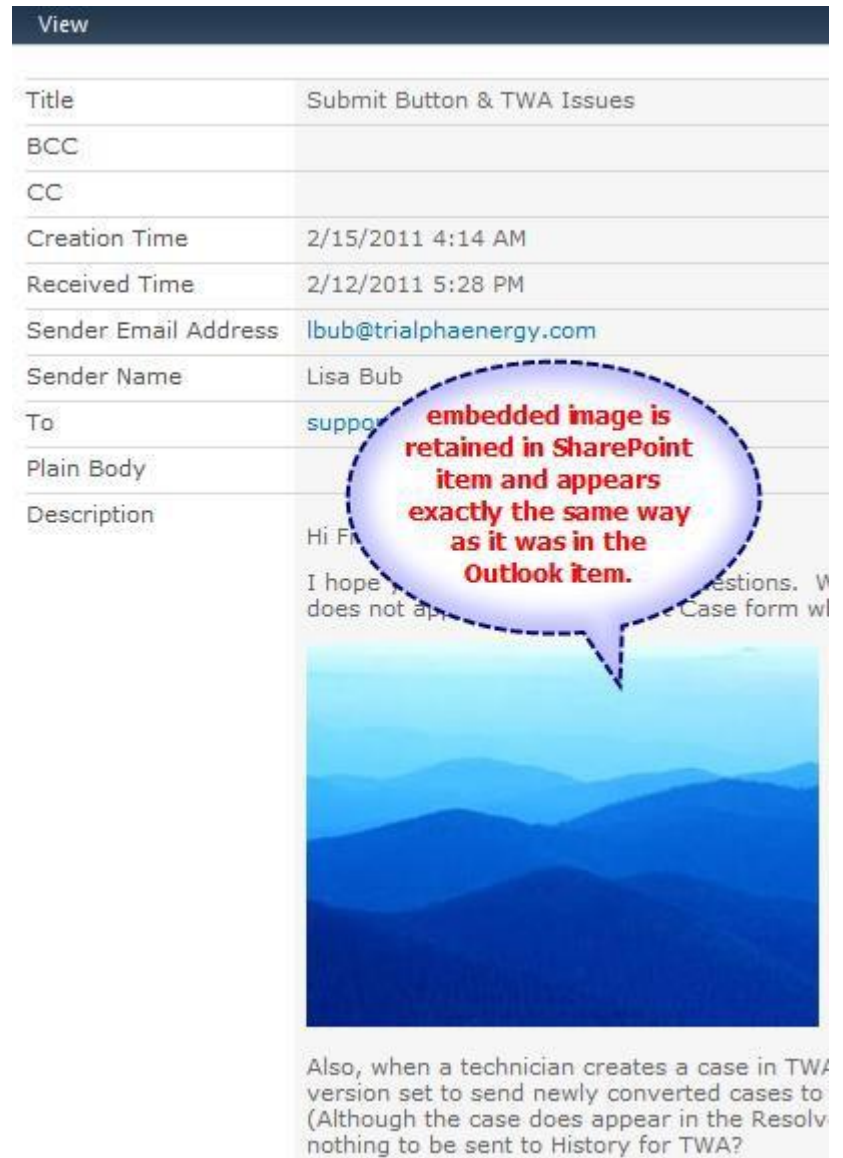 View
Title Submit Button & TWA Issues
BCC
CC
Creation Time 2/15/2011 4:14 AM
Received Time 2/12/2011 5:28 PM
Sender Email Address lbub@trialphaenergy.com
Sender Name Lisa Bub
To
Plain Body
Description
embedded image is
retained in SharePoint
item and appears
exactly the same way
as it was in the
Outlook item.
Hi
I hope
does not Case form
Also, when a technician creates a case in TWA
version set to send newly converted cases to
(Although the case does appear in the
nothing to be sent to History for TWA?